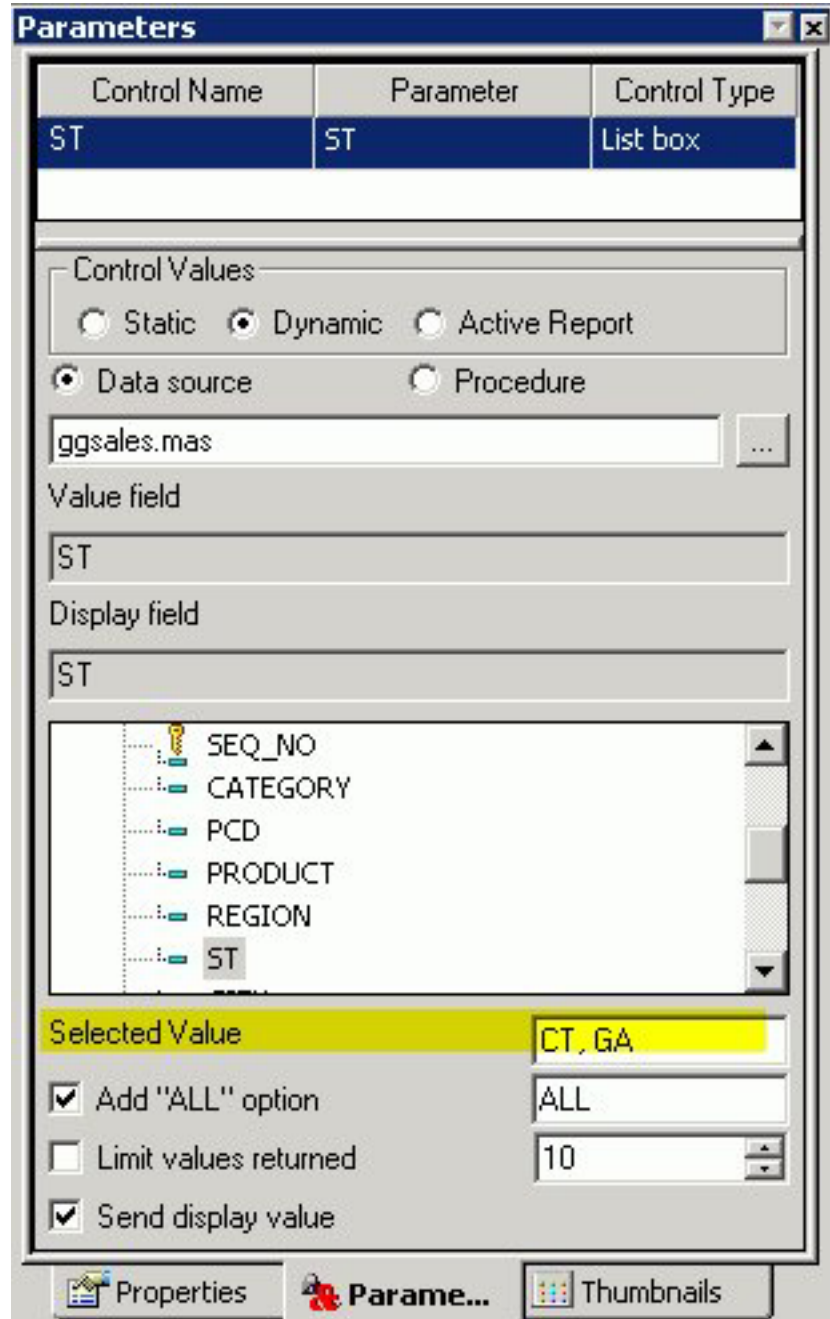 Parameters
Control Name Parameter Control Type
ST ST List box
Control Values
Static Dynamic Active Report
Data source Procedure
ggsales.mas ...
Value field
ST
Display field
ST
SEQ_NO
CATEGORY
PCD
PRODUCT
REGION
ST
Selected Value CT, GA
Add "ALL" option ALL
Limit values returned 10
Send display value
Properties Parame... Thumbnails